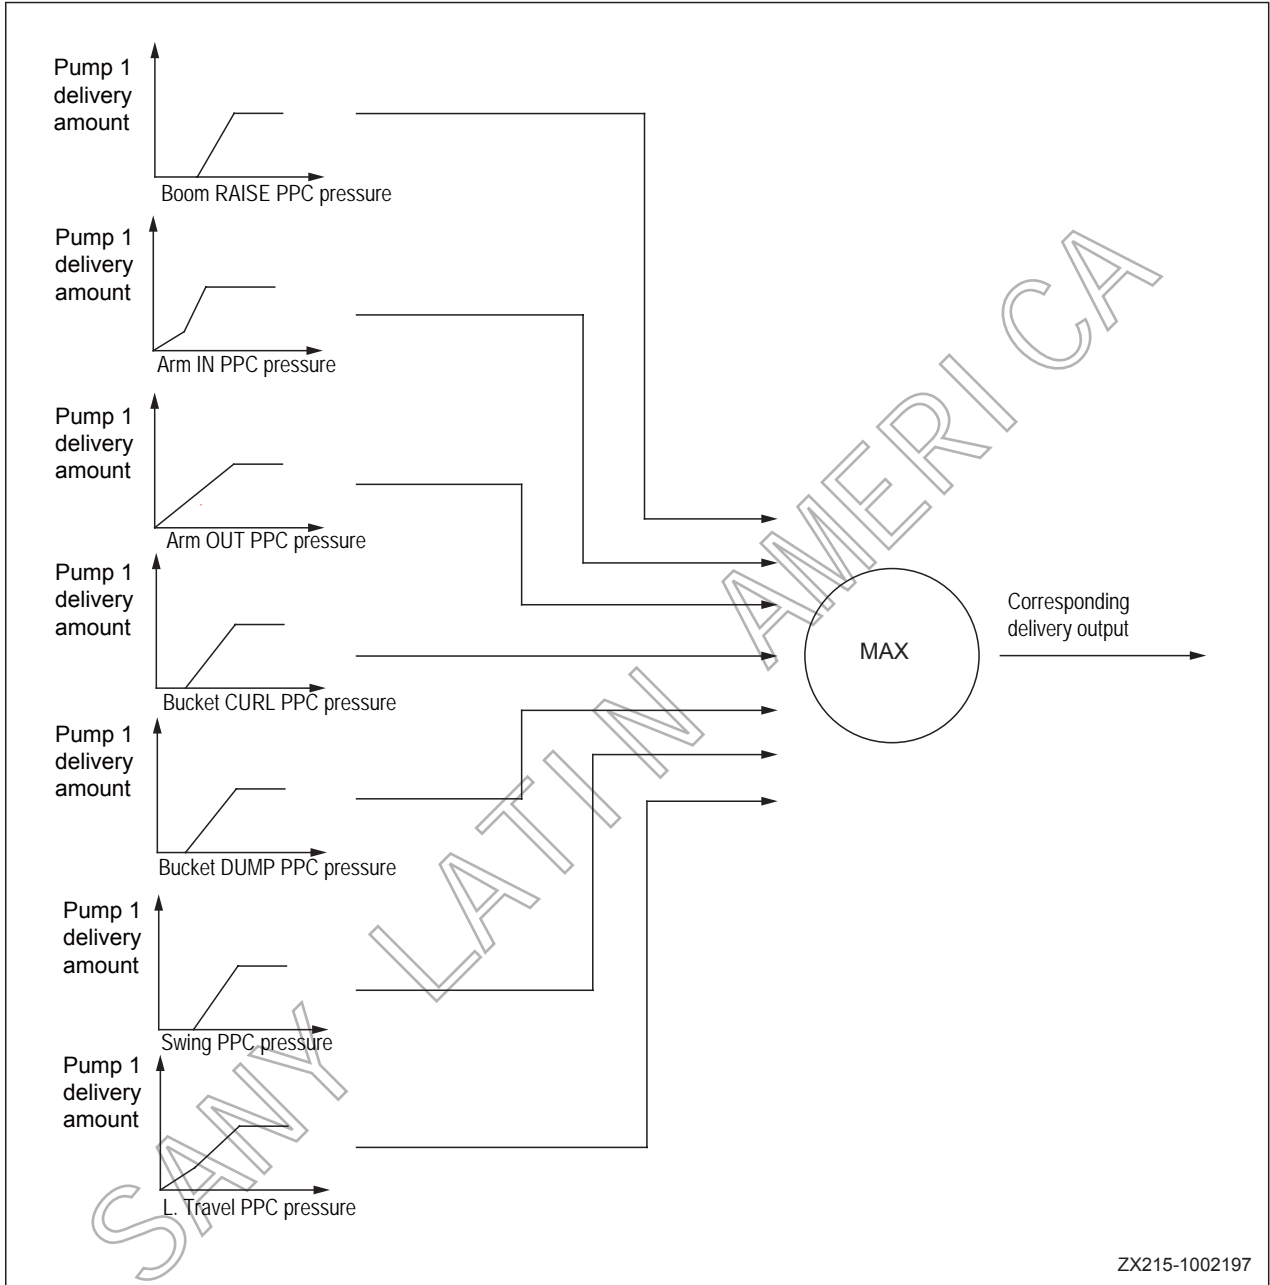 Pump 1
delivery
amount
Boom RAISE PPC pressure
Pump 1
delivery
amount
Arm IN PPC pressure
Pump 1
delivery
amount
Arm OUT PPC pressure
Pump 1
delivery
amount
Bucket CURL PPC pressure
Pump 1
delivery
amount
Bucket DUMP PPC pressure
Pump 1
delivery
amount
Swing PPC pressure
Pump 1
delivery
amount
L. Travel PPC pressure
MAX
Corresponding
delivery output
SANY LATIN AMERICA
ZX215-1002197